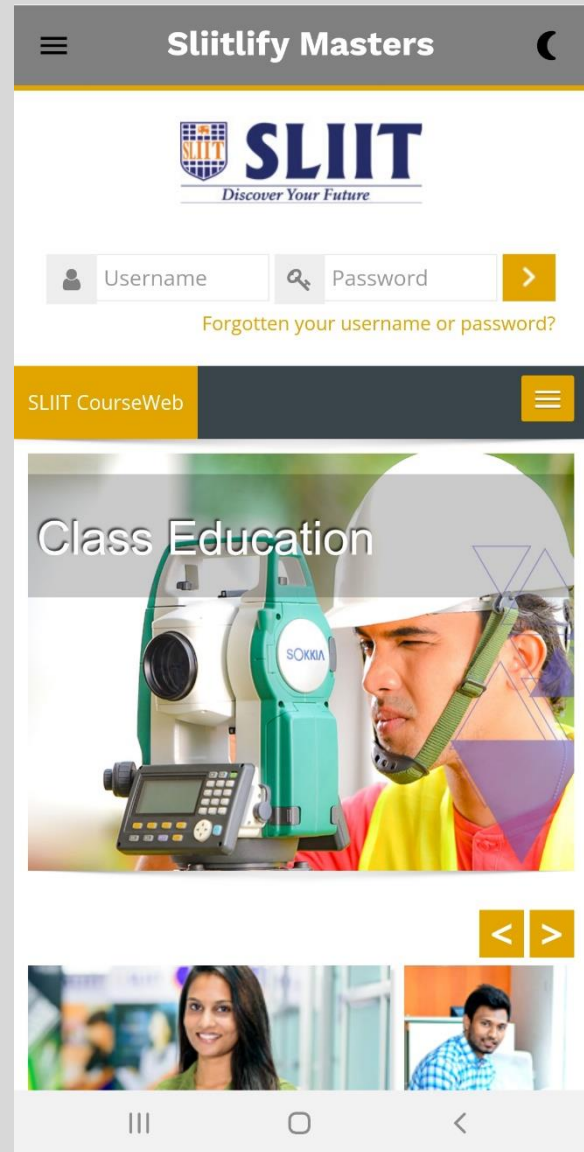 Sliitlify Masters
SLIIT
SLIIT
Discover Your Future
Username
Password
Forgotten your username or password?
SLIIT CourseWeb
Class Education
SOKKIA
< >